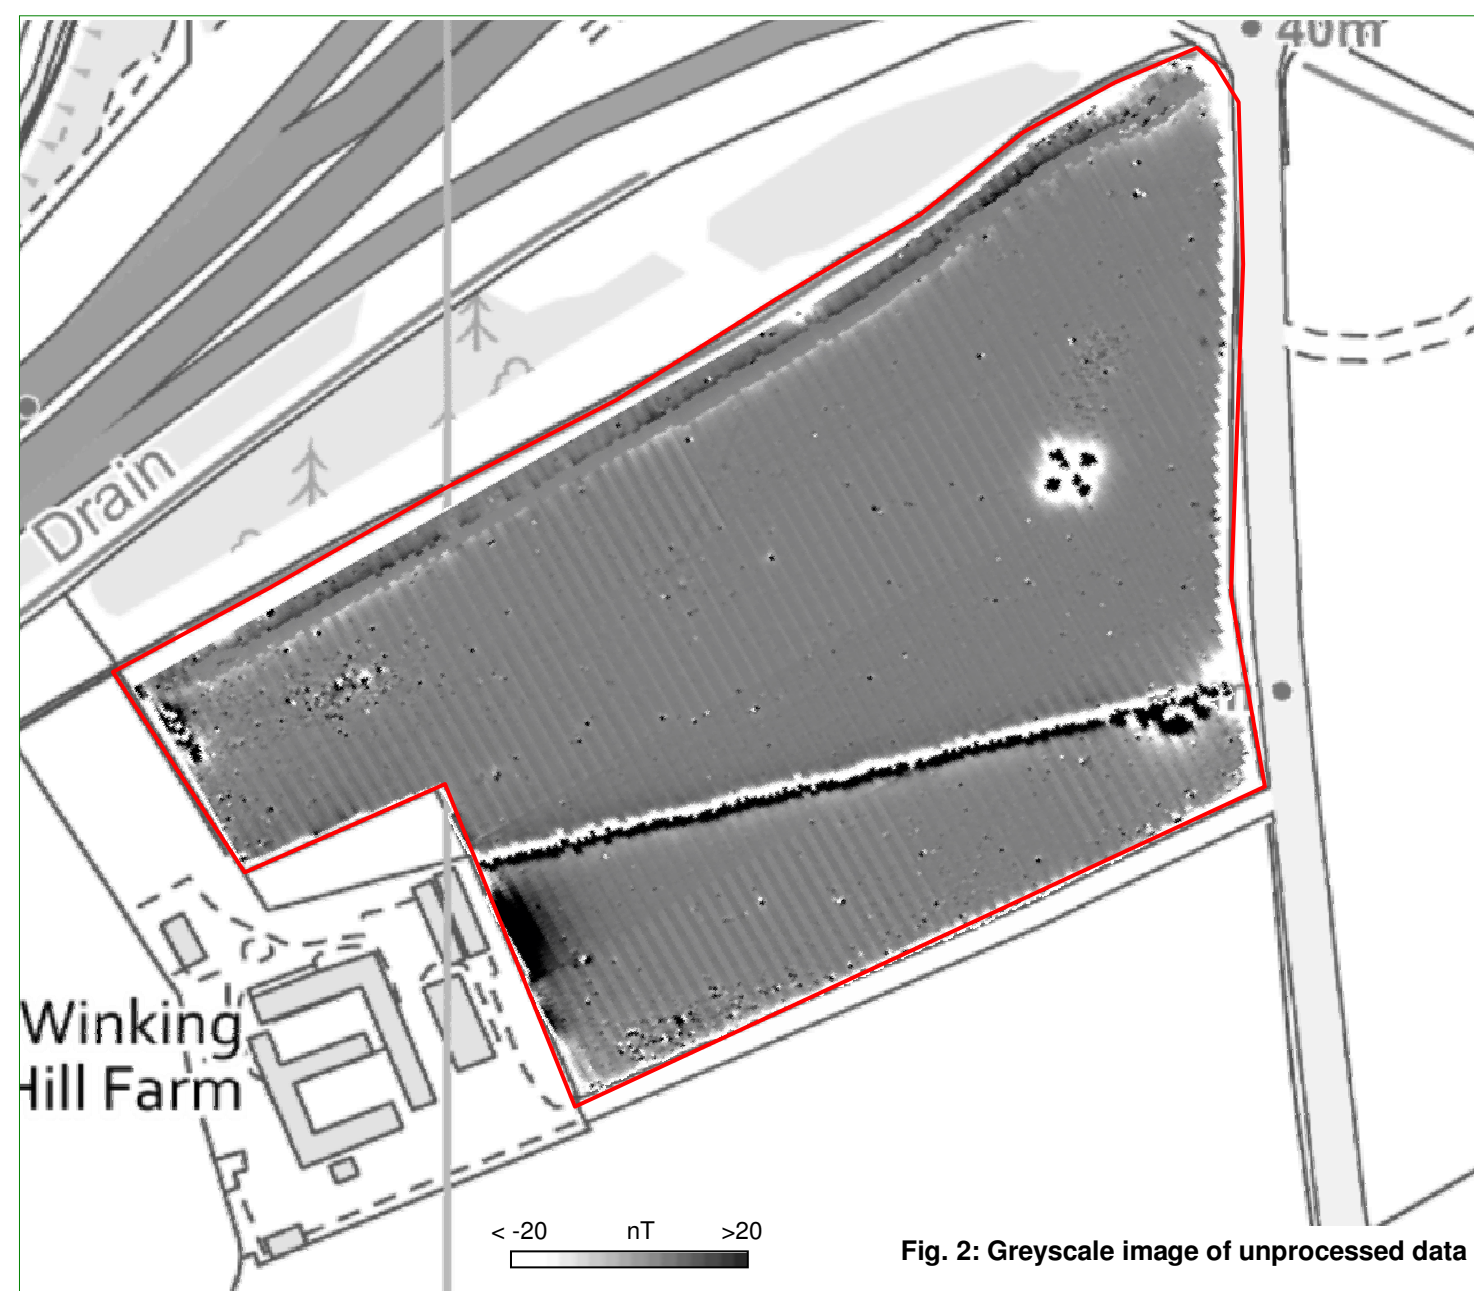 40m
Drain
Winking
Hill Farm
< -20 nT >20
Fig. 2: Greyscale image of unprocessed data